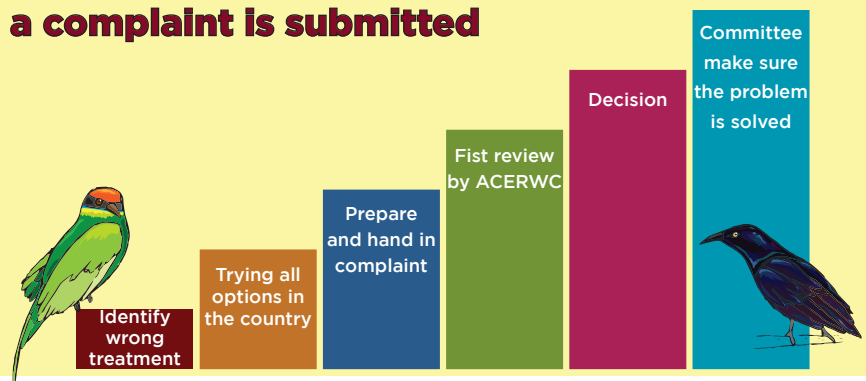 a complaint is submitted
Identify
wrong
treatment
Trying all
options in
the country
Prepare
and hand in
complaint
Fist review
by ACERWC
Decision
Committee
make sure
the problem
is solved